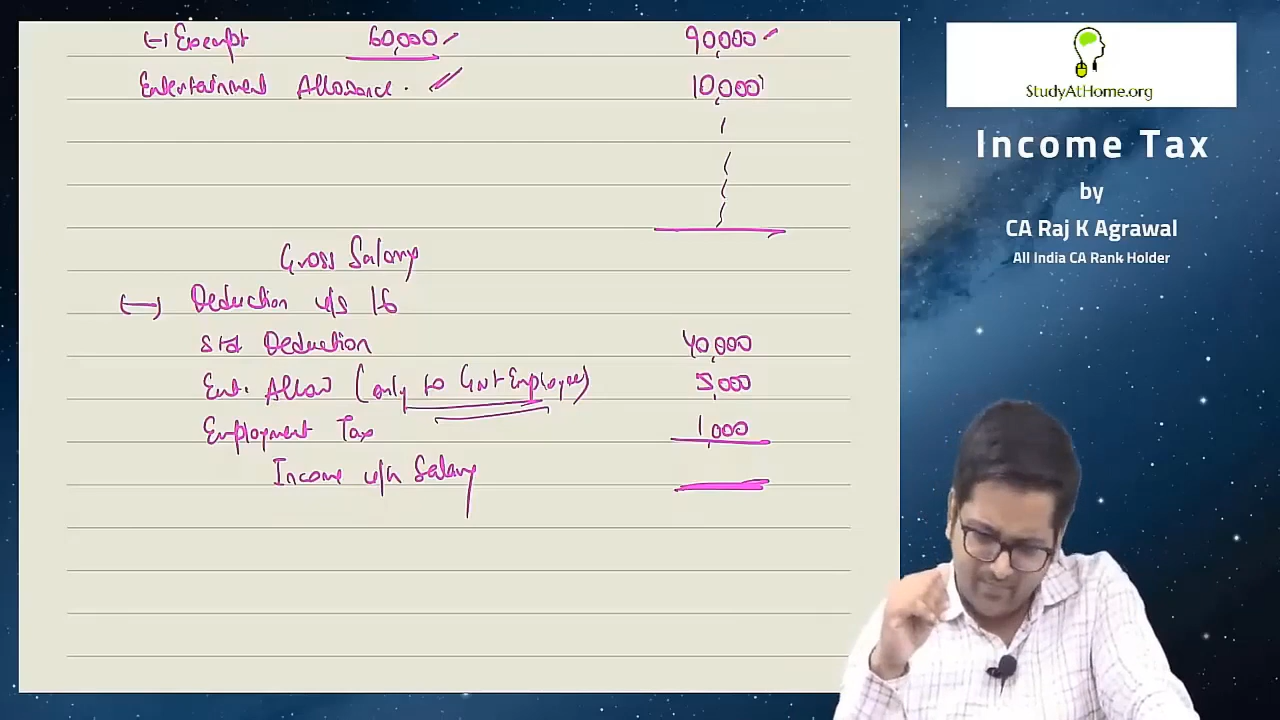 (-) Exempt 60,000 90,000
Entertainment Allowance. 10,000
Gross Salary
(-) Deduction u/s 16
Std Deduction 40,000
Ent. Allow (only to Gvt Employee) 5,000
Employment Tax 1,000
Income u/h Salary
StudyAtHome.org
Income Tax
by
CA Raj K Agrawal
All India CA Rank Holder